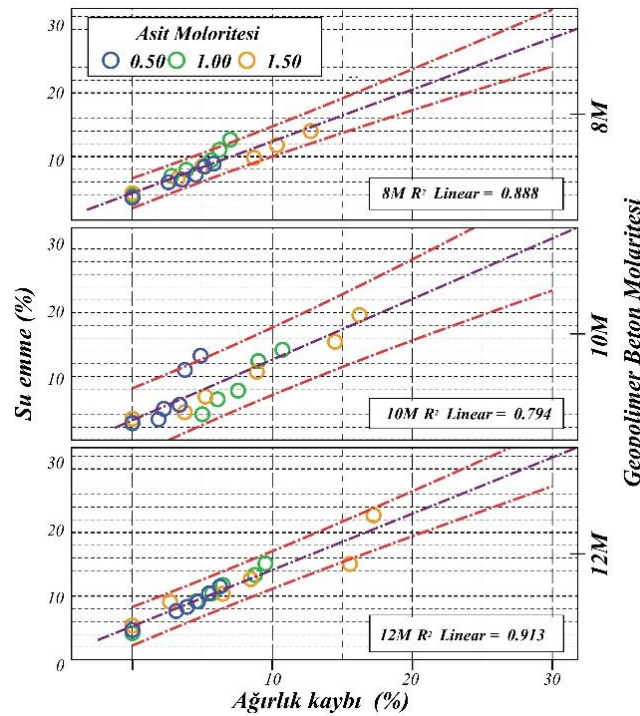 Asit Moloritesi
0.50 1.00 1.50
30
20
10
8M R² Linear = 0.888
8M
30
20
10
10M R² Linear = 0.794
10M
30
20
10
0
12M R² Linear = 0.913
12M
10 20 30
Ağırlık kaybı (%)
Su emme (%)
Geopolimer Beton Molaritesi